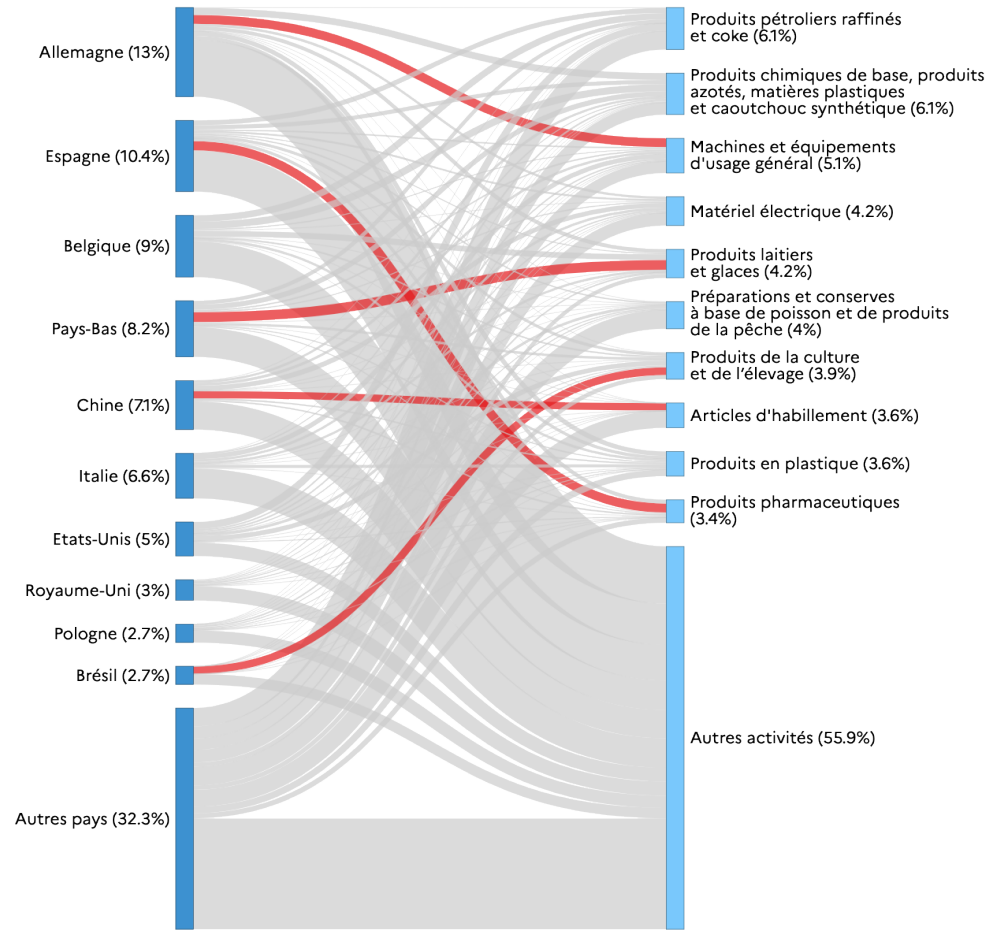 Allemagne (13%)
Espagne (10.4%)
Belgique (9%)
Pays-Bas (8.2%)
Chine (7.1%)
Italie (6.6%)
Etats-Unis (5%)
Royaume-Uni (3%)
Pologne (2.7%)
Brésil (2.7%)
Autres pays (32.3%)
Produits pétroliers raffinés
et coke (6.1%)
Produits chimiques de base, produits
azotés, matières plastiques
et caoutchouc synthétique (6.1%)
Machines et équipements
d'usage général (5.1%)
Matériel électrique (4.2%)
Produits laitiers
et glaces (4.2%)
Préparations et conserves
à base de poisson et de produits
de la pêche (4%)
Produits de la culture
et de l’élevage (3.9%)
Articles d'habillement (3.6%)
Produits en plastique (3.6%)
Produits pharmaceutiques
(3.4%)
Autres activités (55.9%)